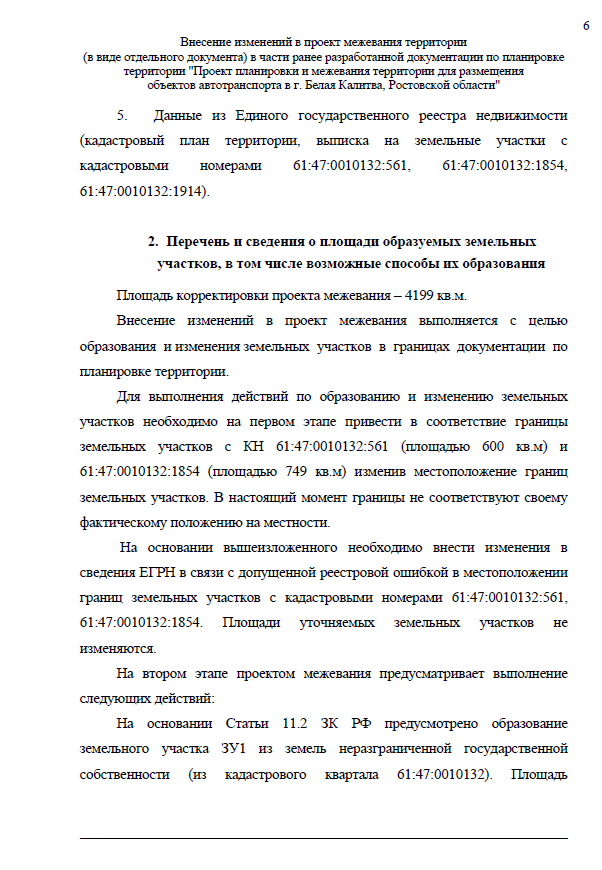 6
Внесение изменений в проект межевания территории
(в виде отдельного документа) в части ранее разработанной документации по планировке
территории "Проект планировки и межевания территории для размещения
объектов автотранспорта в г. Белая Калитва, Ростовской области"
5. Данные из Единого государственного реестра недвижимости
(кадастровый план территории, выписка на земельные участки с
кадастровыми номерами 61:47:0010132:561, 61:47:0010132:1854,
61:47:0010132:1914).
2. Перечень и сведения о площади образуемых земельных
участков, в том числе возможные способы их образования
Площадь корректировки проекта межевания – 4199 кв.м.
Внесение изменений в проект межевания выполняется с целью
образования и изменения земельных участков в границах документации по
планировке территории.
Для выполнения действий по образованию и изменению земельных
участков необходимо на первом этапе привести в соответствие границы
земельных участков с КН 61:47:0010132:561 (площадью 600 кв.м) и
61:47:0010132:1854 (площадью 749 кв.м) изменив местоположение границ
земельных участков. В настоящий момент границы не соответствуют своему
фактическому положению на местности.
На основании вышеизложенного необходимо внести изменения в
сведения ЕГРН в связи с допущенной реестровой ошибкой в местоположении
границ земельных участков с кадастровыми номерами 61:47:0010132:561,
61:47:0010132:1854. Площади уточняемых земельных участков не
изменяются.
На втором этапе проектом межевания предусматривает выполнение
следующих действий:
На основании Статьи 11.2 ЗК РФ предусмотрено образование
земельного участка ЗУ1 из земель неразграниченной государственной
собственности (из кадастрового квартала 61:47:0010132). Площадь